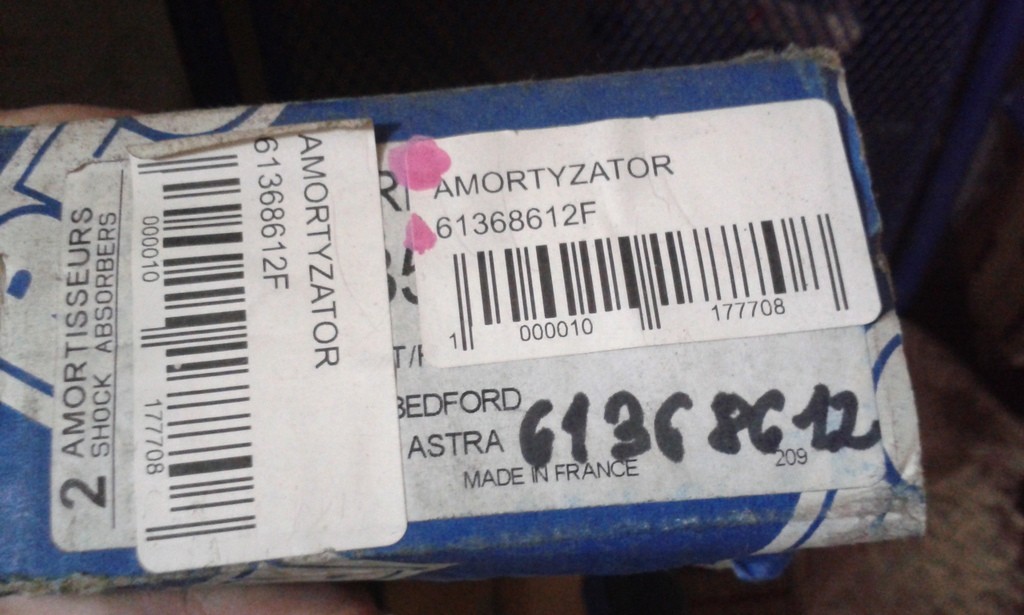 2 AMORTISSEURS
SHOCK ABSORBERS
AMORTYZATOR
61368612F
000010
177708
AMORTYZATOR
61368612F
1
000010
177708
BEDFORD
ASTRA
61368612
MADE IN FRANCE
209